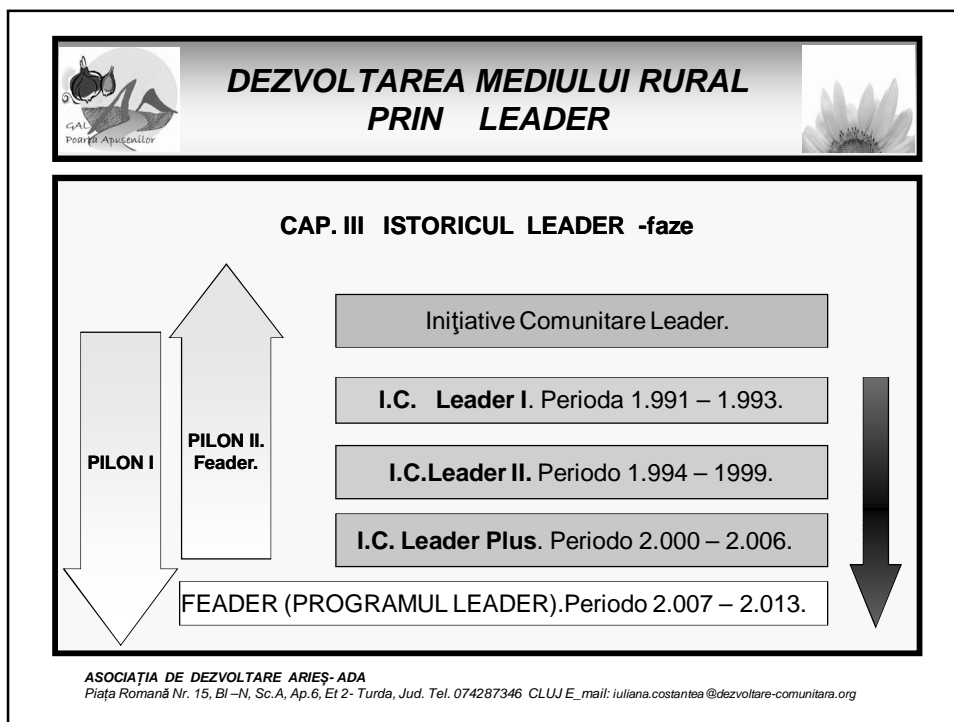 DEZVOLTAREA MEDIULUI RURAL
PRIN LEADER
GAL
Poarta Apusenilor
CAP. III ISTORICUL LEADER -faze
Iniţiative Comunitare Leader.
I.C. Leader I. Perioda 1.991 – 1.993.
PILON I
PILON II.
Feader.
I.C.Leader II. Periodo 1.994 – 1999.
I.C. Leader Plus. Periodo 2.000 – 2.006.
FEADER (PROGRAMUL LEADER).Periodo 2.007 – 2.013.
ASOCIAŢIA DE DEZVOLTARE ARIEŞ- ADA
Piaţa Romană Nr. 15, Bl –N, Sc.A, Ap.6, Et 2- Turda, Jud. Tel. 074287346 CLUJ E_mail: iuliana.costantea@dezvoltare-comunitara.org